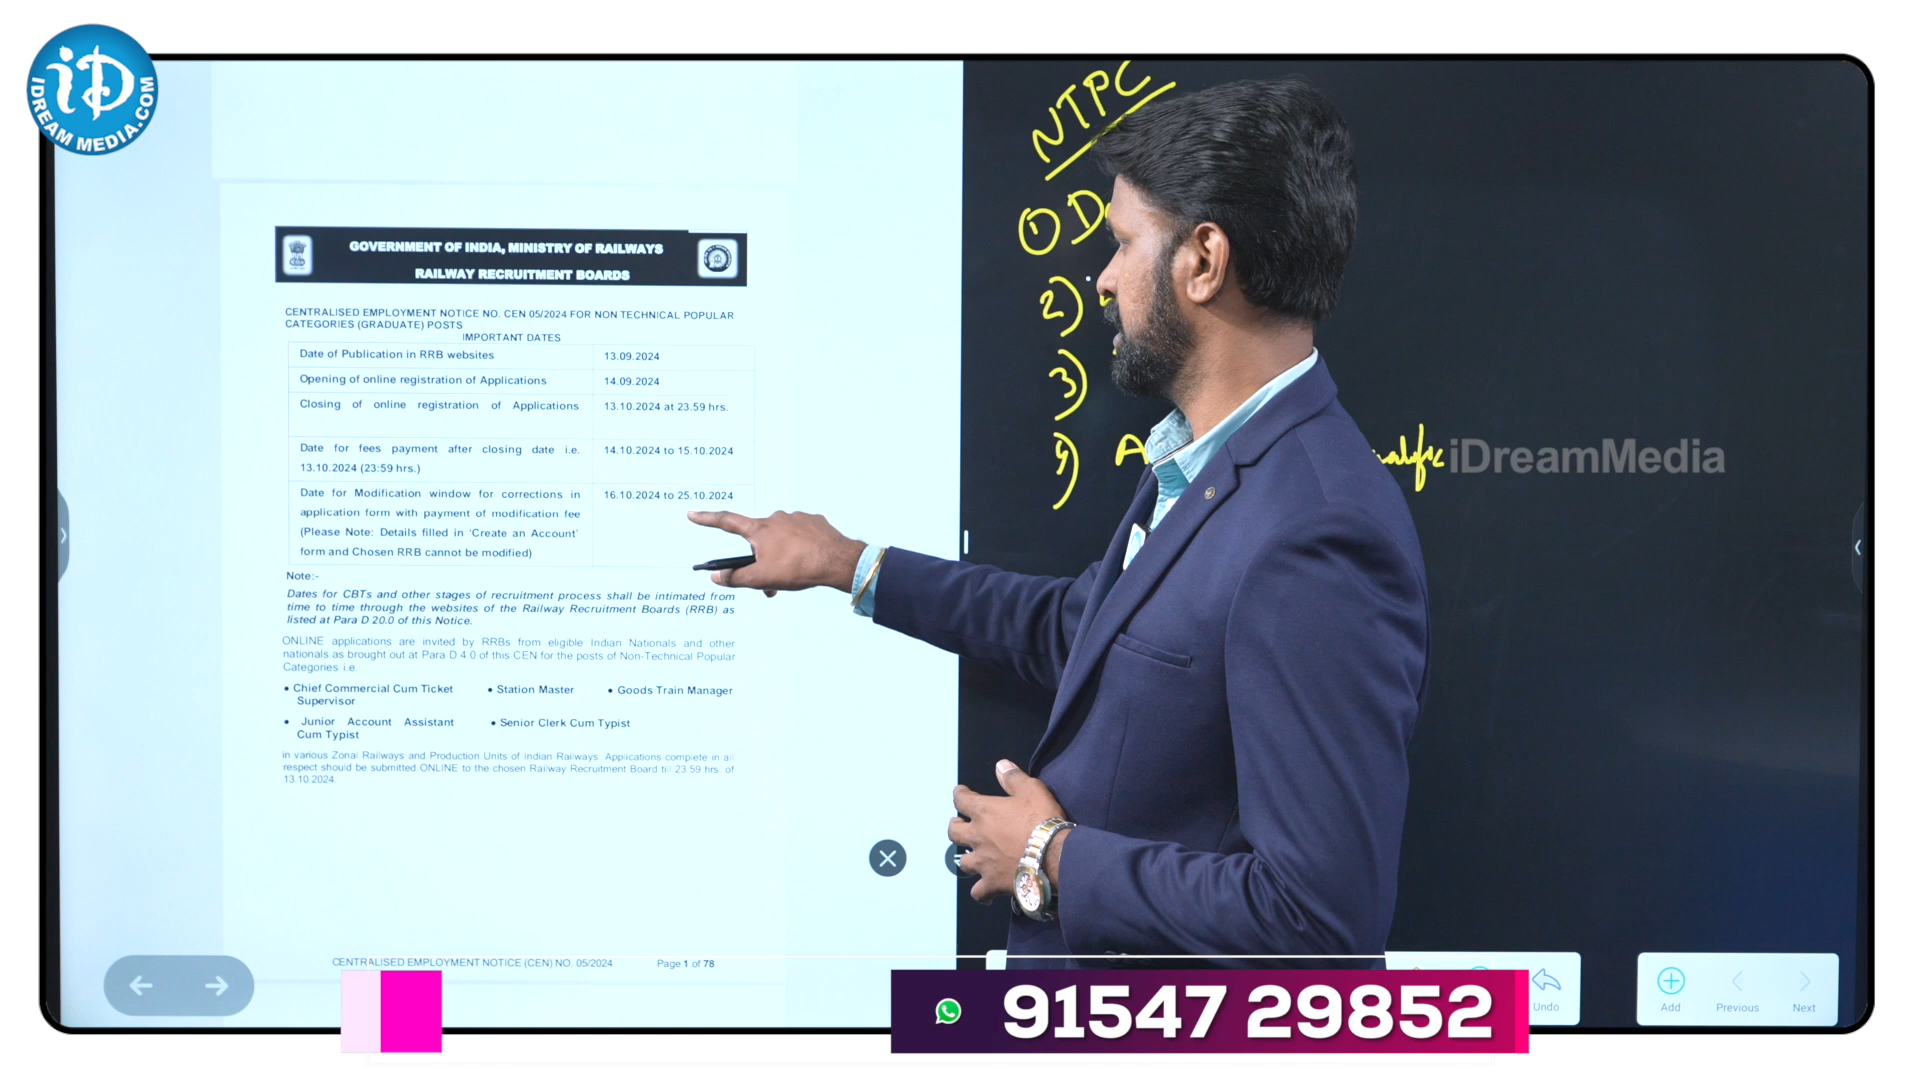 iD
IDREAM MEDIA.COM
NTPC
1
2)
3)
iDreamMedia
GOVERNMENT OF INDIA, MINISTRY OF RAILWAYS
RAILWAY RECRUITMENT BOARDS
CENTRALISED EMPLOYMENT NOTICE NO. CEN 05/2024 FOR NON TECHNICAL POPULAR
CATEGORIES (GRADUATE) POSTS
IMPORTANT DATES
Date of Publication in RRB websites 13.09.2024
Opening of online registration of Applications 14.09.2024
Closing of online registration of Applications 13.10.2024 at 23.59 hrs.
Date for fees payment after closing date i.e. 14.10.2024 to 15.10.2024
13.10.2024 (23:59 hrs.)
Date for Modification window for corrections in 16.10.2024 to 25.10.2024
application form with payment of modification fee
(Please Note: Details filled in ‘Create an Account’
form and Chosen RRB cannot be modified)
Note:-
Dates for CBTs and other stages of recruitment process shall be intimated from
time to time through the websites of the Railway Recruitment Boards (RRB) as
listed at Para D 20.0 of this Notice.
ONLINE applications are invited by RRBs from eligible Indian Nationals and other
nationals as brought out at Para D 4.0 of this CEN for the posts of Non-Technical Popular
Categories i.e.
• Chief Commercial Cum Ticket • Station Master • Goods Train Manager
Supervisor
• Junior Account Assistant • Senior Clerk Cum Typist
Cum Typist
in various Zonal Railways and Production Units of Indian Railways. Applications complete in all
respect should be submitted ONLINE to the chosen Railway Recruitment Board till 23.59 hrs. of
13.10.2024.
CENTRALISED EMPLOYMENT NOTICE (CEN) NO. 05/2024 Page 1 of 78
Undo
Add
Previous
Next
91547 29852